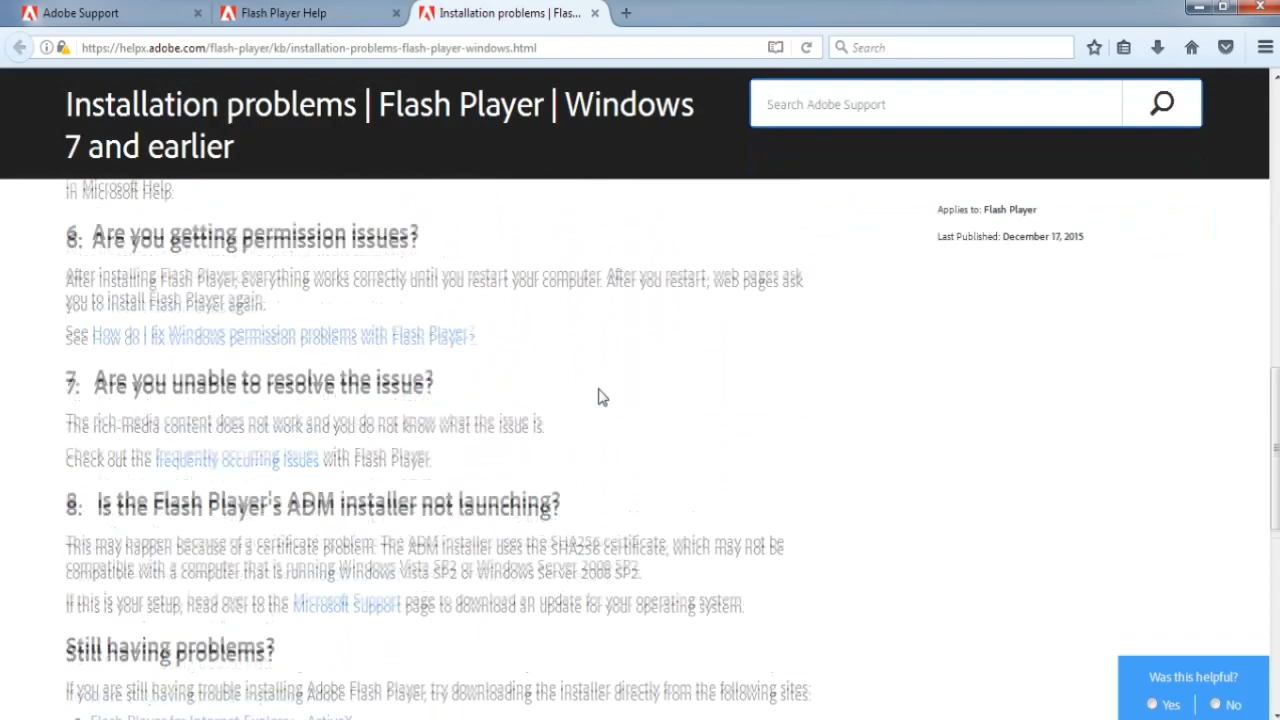 Adobe Support
Flash Player Help
Installation problems | Flas...
https://helpx.adobe.com/flash-player/kb/installation-problems-flash-player-windows.html
Search
Installation problems | Flash Player | Windows
7 and earlier
Search Adobe Support
in Microsoft Help.
Applies to: Flash Player
6. Are you getting permission issues?
Last Published: December 17, 2015
After installing Flash Player, everything works correctly until you restart your computer. After you restart, web pages ask
you to install Flash Player again.
See How do I fix Windows permission problems with Flash Player?
7. Are you unable to resolve the issue?
The rich-media content does not work and you do not know what the issue is.
Check out the frequently occurring issues with Flash Player.
8. Is the Flash Player's ADM installer not launching?
This may happen because of a certificate problem. The ADM installer uses the SHA256 certificate, which may not be
compatible with a computer that is running Windows Vista SP2 or Windows Server 2008 SP2.
If this is your setup, head over to the Microsoft Support page to download an update for your operating system.
Still having problems?
Was this helpful?
If you are still having trouble installing Adobe Flash Player, try downloading the installer directly from the following sites:
Yes
No
Flash Player for Internet Explorer - ActiveX